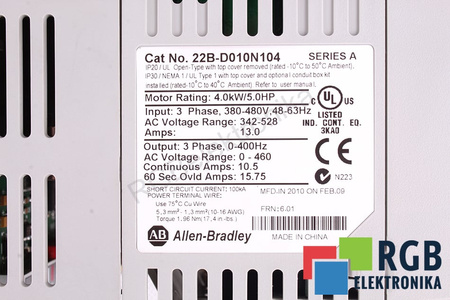 Cat No. 22B-D010N104 SERIES A
IP20 / UL Open-Type with top cover removed (rated -10°C to 50°C Ambient),
IP30 / NEMA 1 / UL Type 1 with top cover and optional conduit box kit
installed (rated -10°C to 40°C Ambient) Refer to user manual.
Motor Rating: 4.0kW/5.0HP
Input: 3 Phase, 380-480V,48-63Hz
AC Voltage Range: 342-528
Amps: 13.0
Output: 3 Phase, 0-400Hz
AC Voltage Range: 0 - 460
Continuous Amps: 10.5
60 Sec Ovld Amps: 15.75
C UL US
LISTED
IND. CONT. EQ.
3KA0
CE
N223
SHORT CIRCUIT CURRENT: 100kA
POWER TERMINAL WIRE:
Use 75°C Cu Wire
5,3 mm² - 1,3 mm²(10-16 AWG)
Torque 1,96 Nm(17,4 in-lbs)
MFD.IN 2010 ON FEB.09
FRN: 6.01
AB Allen-Bradley
MADE IN CHINA
RGB
ELEKTRONIKA